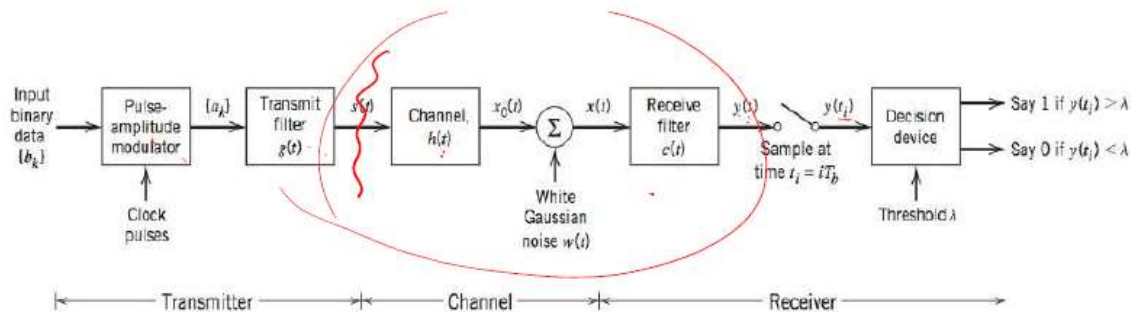 Input
binary
data
{bₖ}
Pulse-
amplitude
modulator
Clock
pulses
{aₖ}
Transmit
filter
g(t)
s(t)
Channel,
h(t)
x₀(t)
Σ
White
Gaussian
noise w(t)
x(t)
Receive
filter
c(t)
y(t)
Sample at
time tᵢ = iT_b
y(tᵢ)
Decision
device
Threshold λ
Say 1 if y(tᵢ) > λ
Say 0 if y(tᵢ) < λ
Transmitter
Channel
Receiver